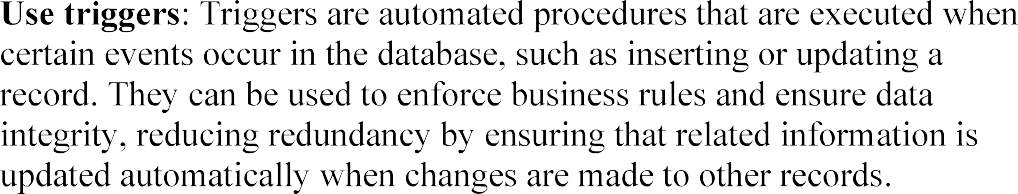 Use triggers: Triggers are automated procedures that are executed when
certain events occur in the database, such as inserting or updating a
record. They can be used to enforce business rules and ensure data
integrity, reducing redundancy by ensuring that related information is
updated automatically when changes are made to other records.